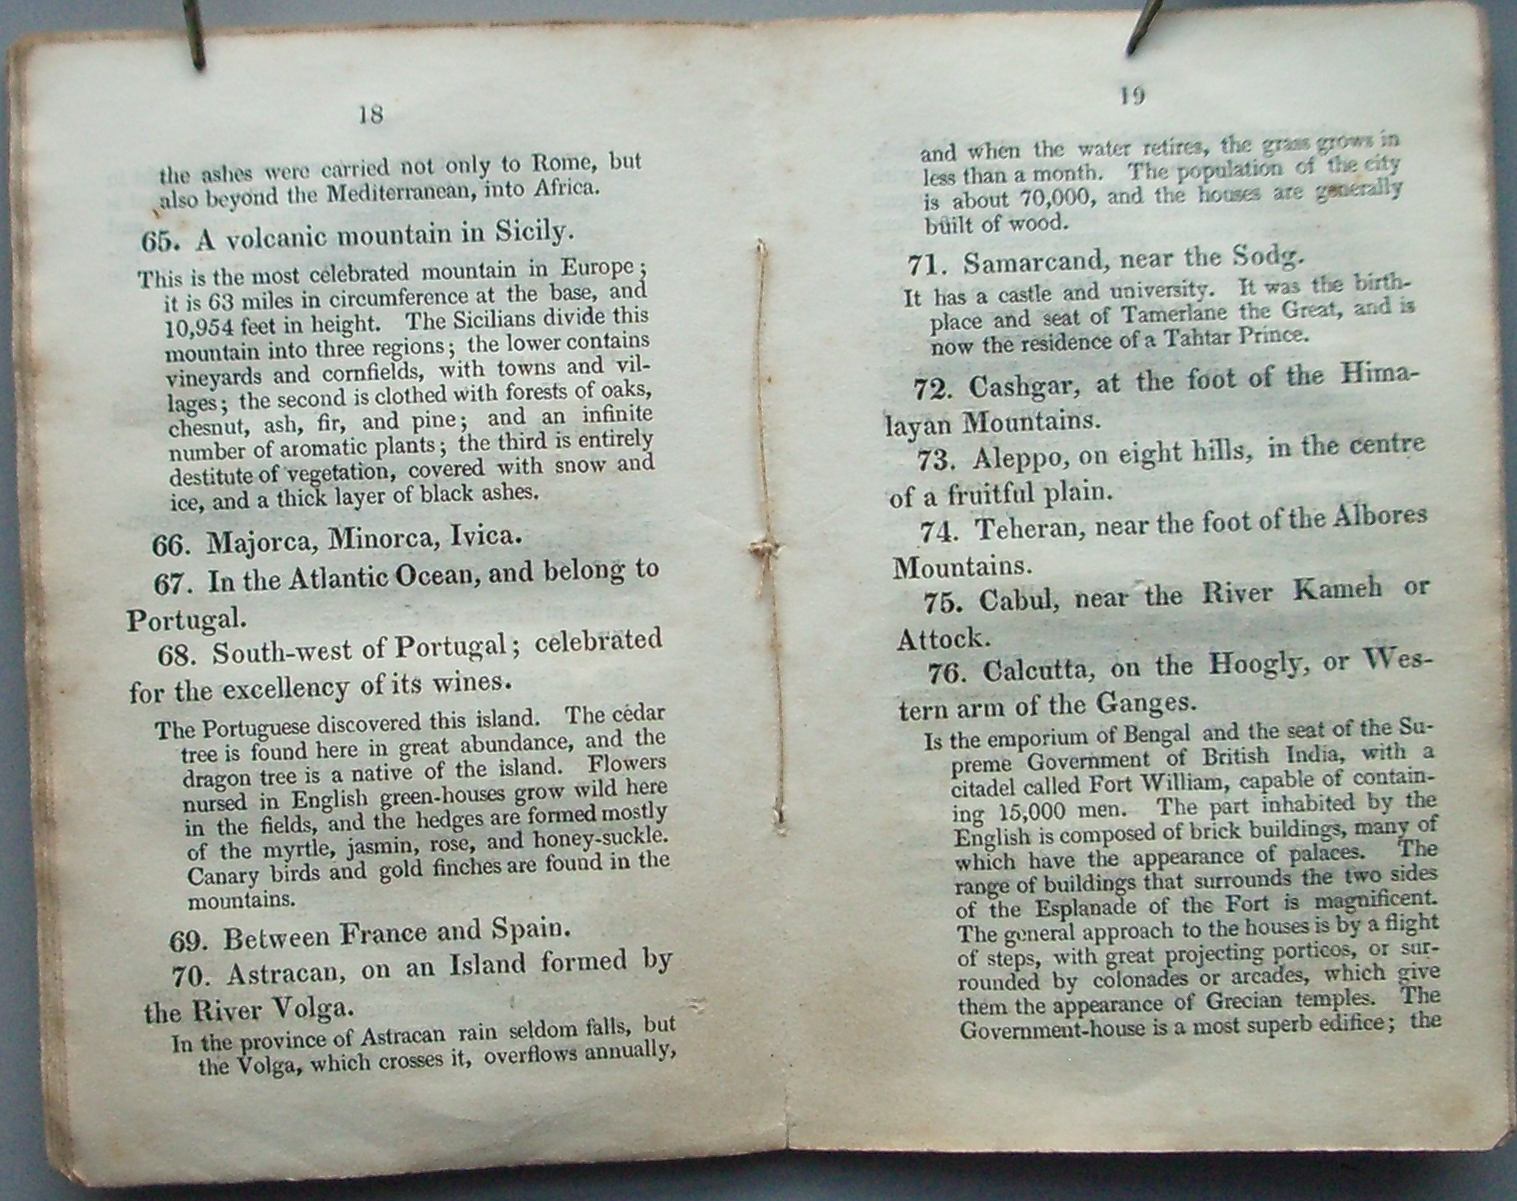 18
the ashes were carried not only to Rome, but
also beyond the Mediterranean, into Africa.
65. A volcanic mountain in Sicily.
This is the most celebrated mountain in Europe;
it is 63 miles in circumference at the base, and
10,954 feet in height. The Sicilians divide this
mountain into three regions; the lower contains
vineyards and cornfields, with towns and vil-
lages; the second is clothed with forests of oaks,
chesnut, ash, fir, and pine; and an infinite
number of aromatic plants; the third is entirely
destitute of vegetation, covered with snow and
ice, and a thick layer of black ashes.
66. Majorca, Minorca, Ivica.
67. In the Atlantic Ocean, and belong to
Portugal.
68. South-west of Portugal; celebrated
for the excellency of its wines.
The Portuguese discovered this island. The cedar
tree is found here in great abundance, and the
dragon tree is a native of the island. Flowers
nursed in English green-houses grow wild here
in the fields, and the hedges are formed mostly
of the myrtle, jasmin, rose, and honey-suckle.
Canary birds and gold finches are found in the
mountains.
69. Between France and Spain.
70. Astracan, on an Island formed by
the River Volga.
In the province of Astracan rain seldom falls, but
the Volga, which crosses it, overflows annually,
19
and when the water retires, the grass grows in
less than a month. The population of the city
is about 70,000, and the houses are generally
built of wood.
71. Samarcand, near the Sodg.
It has a castle and university. It was the birth-
place and seat of Tamerlane the Great, and is
now the residence of a Tahtar Prince.
72. Cashgar, at the foot of the Hima-
layan Mountains.
73. Aleppo, on eight hills, in the centre
of a fruitful plain.
74. Teheran, near the foot of the Albores
Mountains.
75. Cabul, near the River Kameh or
Attock.
76. Calcutta, on the Hoogly, or Wes-
tern arm of the Ganges.
Is the emporium of Bengal and the seat of the Su-
preme Government of British India, with a
citadel called Fort William, capable of contain-
ing 15,000 men. The part inhabited by the
English is composed of brick buildings, many of
which have the appearance of palaces. The
range of buildings that surrounds the two sides
of the Esplanade of the Fort is magnificent.
The general approach to the houses is by a flight
of steps, with great projecting porticos, or sur-
rounded by colonades or arcades, which give
them the appearance of Grecian temples. The
Government-house is a most superb edifice; the